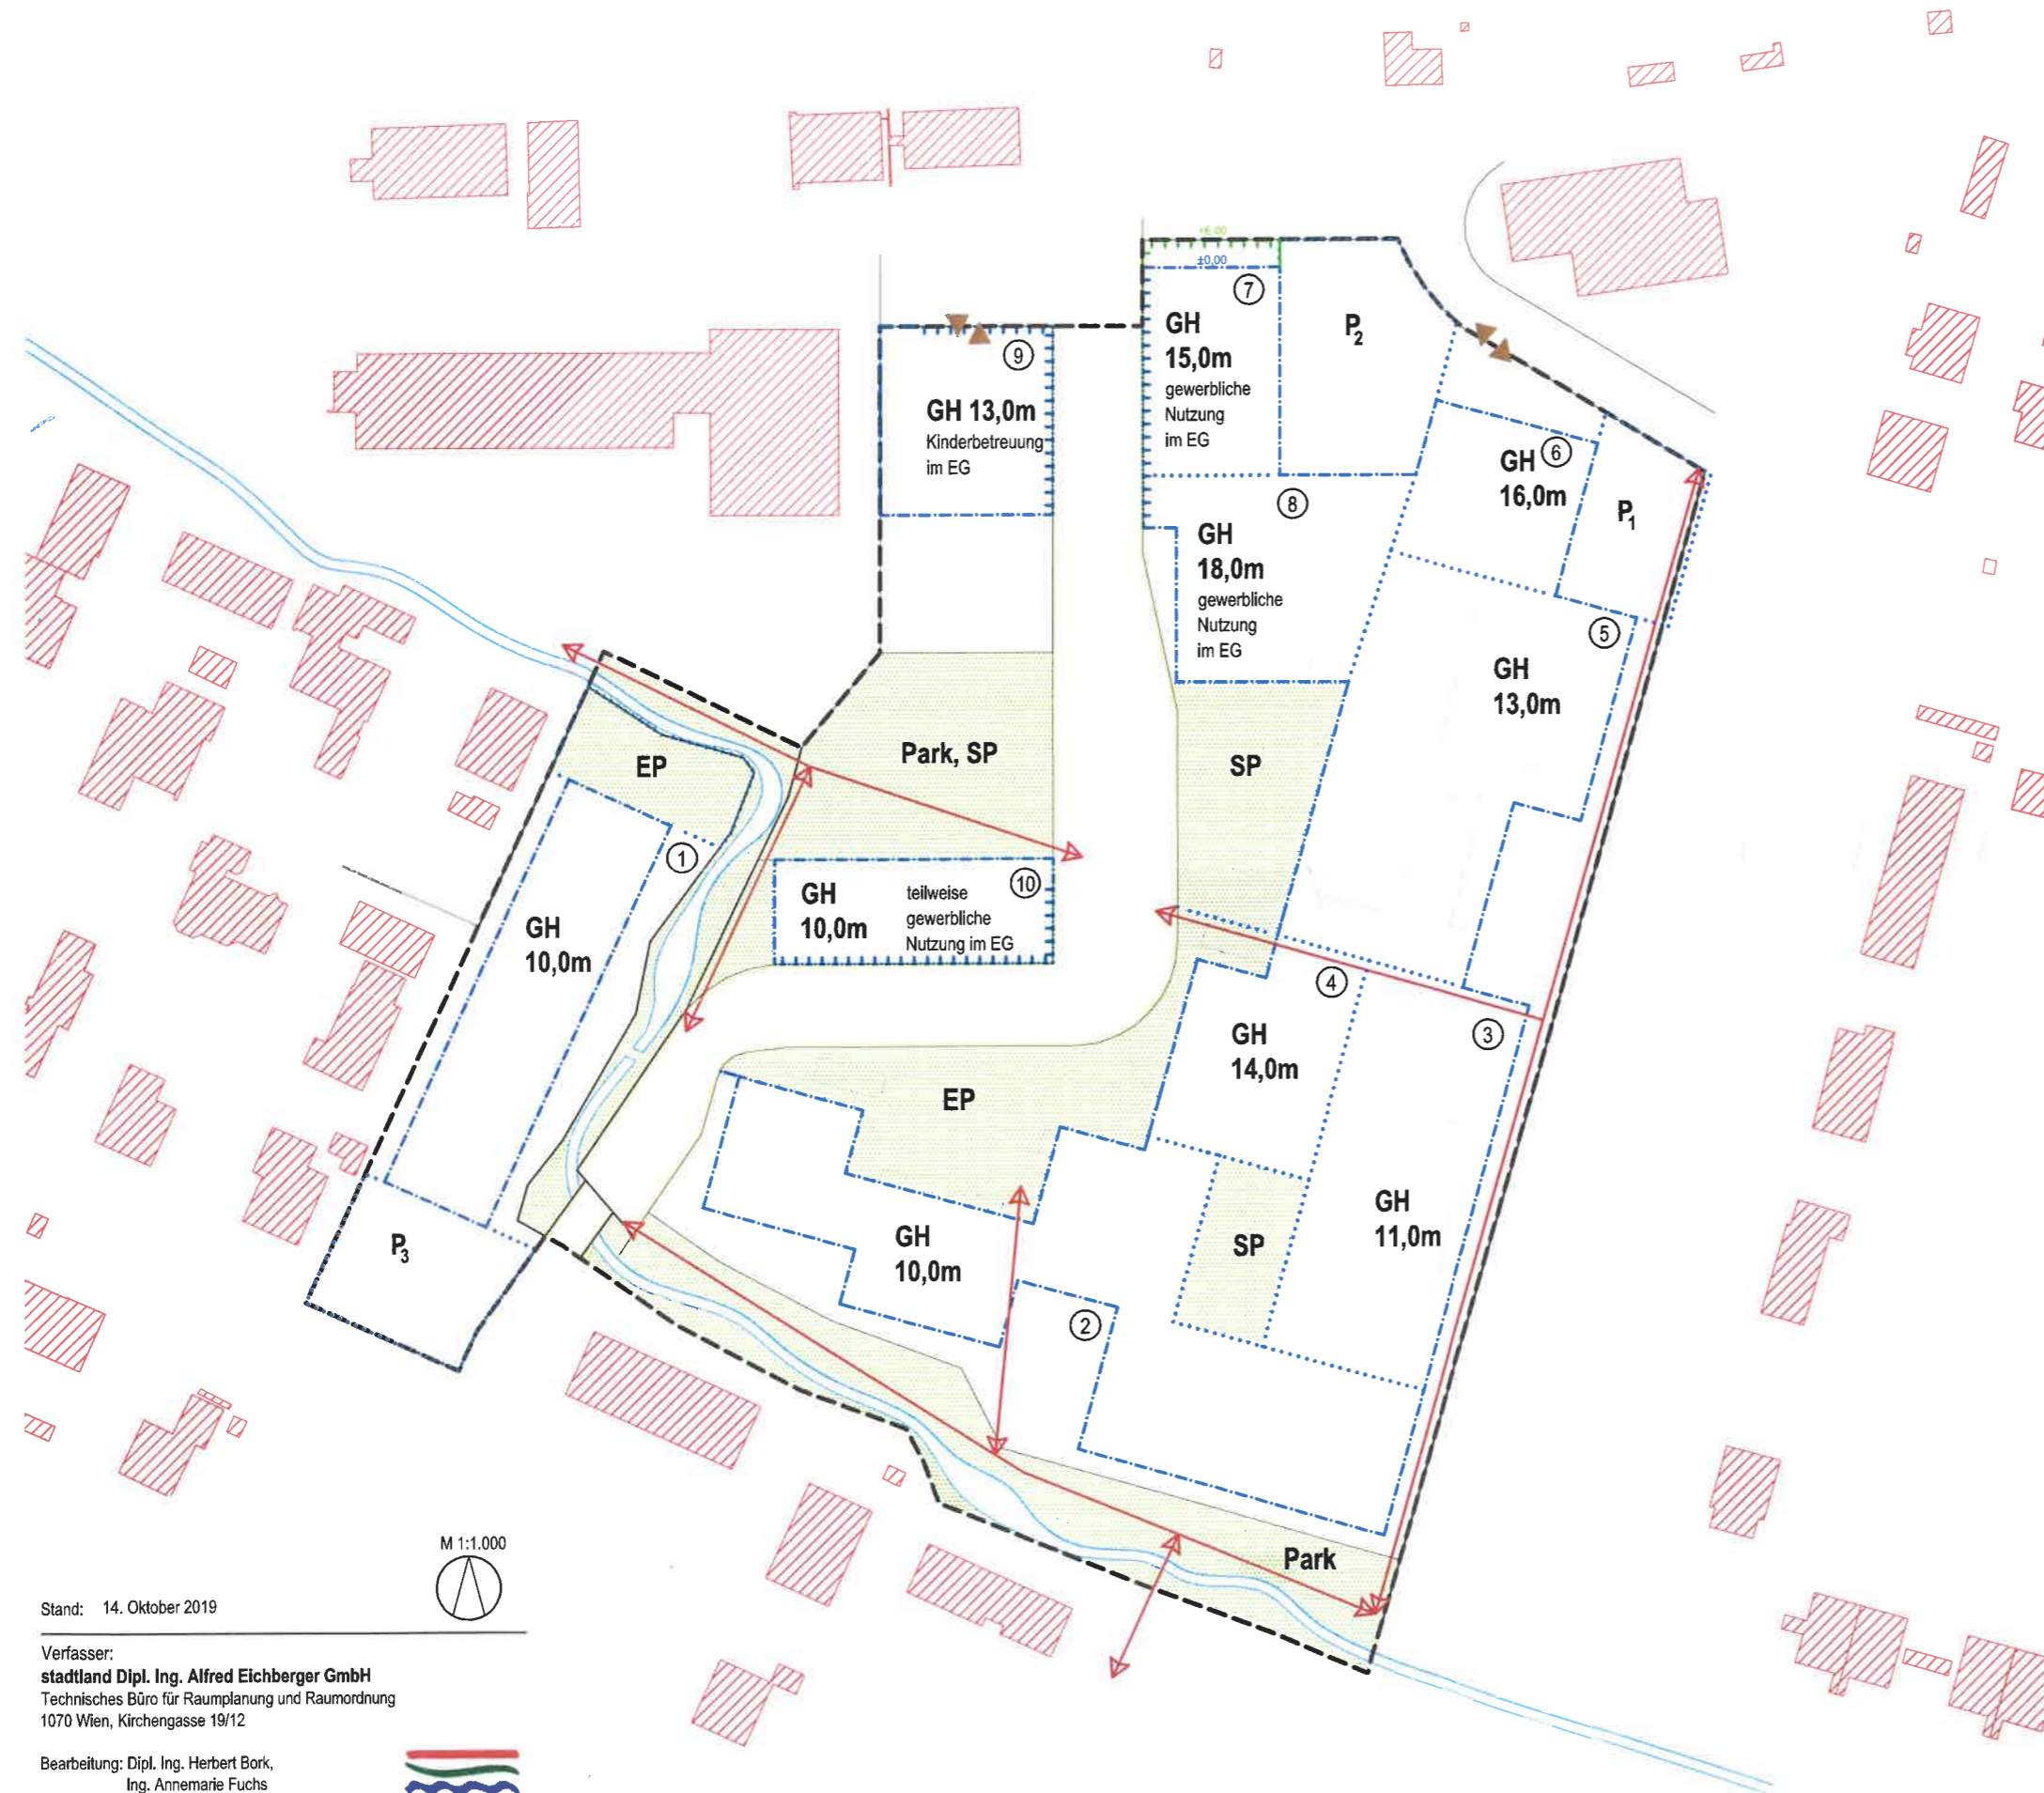 +6.00
±0,00
7
GH
15,0m
gewerbliche
Nutzung
im EG
P2
9
GH 13,0m
Kinderbetreuung
im EG
6
GH
16,0m
P1
8
GH
18,0m
gewerbliche
Nutzung
im EG
5
GH
13,0m
Park, SP
SP
EP
1
GH
10,0m
10
GH
10,0m
teilweise
gewerbliche
Nutzung im EG
4
3
GH
14,0m
EP
GH
11,0m
SP
GH
10,0m
P3
2
Park
M 1:1.000
Stand: 14. Oktober 2019
Verfasser:
stadtland Dipl. Ing. Alfred Eichberger GmbH
Technisches Büro für Raumplanung und Raumordnung
1070 Wien, Kirchengasse 19/12
Bearbeitung: Dipl. Ing. Herbert Bork,
Ing. Annemarie Fuchs